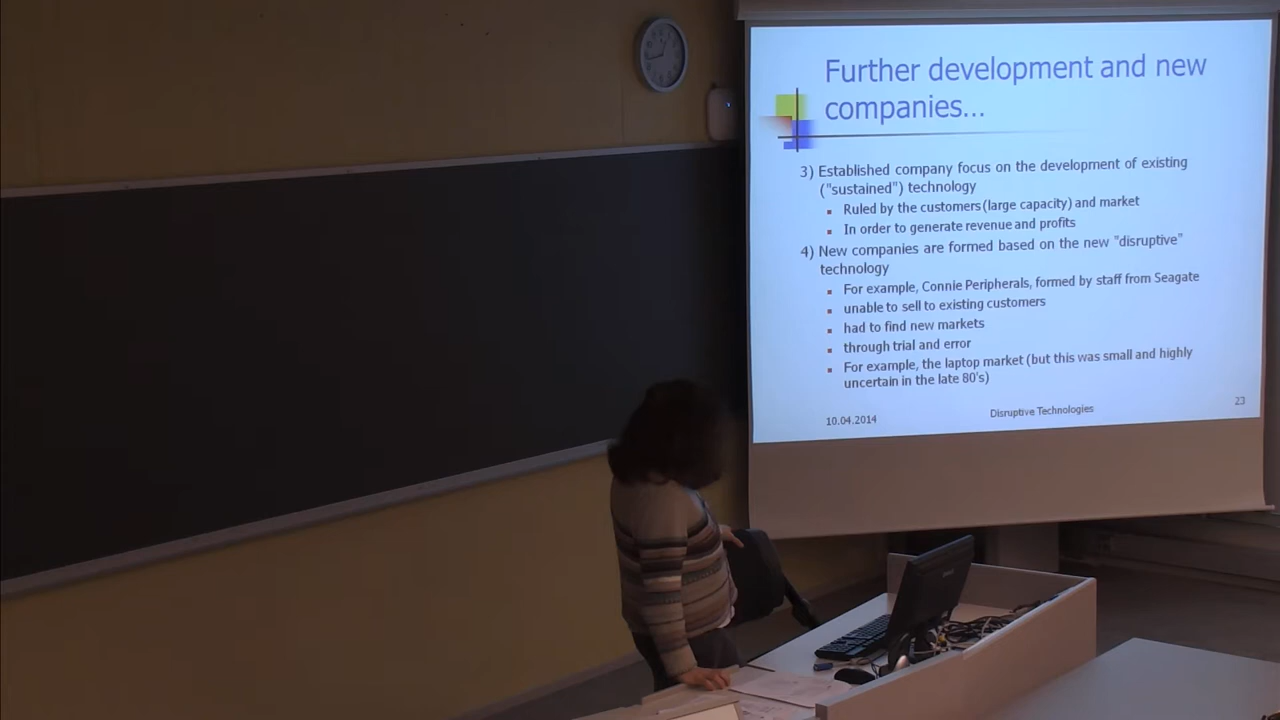 Further development and new
companies...
3) Established company focus on the development of existing
("sustained") technology
Ruled by the customers (large capacity) and market
In order to generate revenue and profits
4) New companies are formed based on the new "disruptive"
technology
For example, Connie Peripherals, formed by staff from Seagate
unable to sell to existing customers
had to find new markets
through trial and error
For example, the laptop market (but this was small and highly
uncertain in the late 80's)
10.04.2014
Disruptive Technologies
23